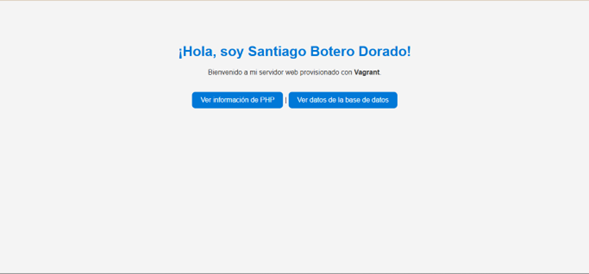 ¡Hola, soy Santiago Botero Dorado!
Bienvenido a mi servidor web provisionado con Vagrant.
Ver información de PHP | Ver datos de la base de datos